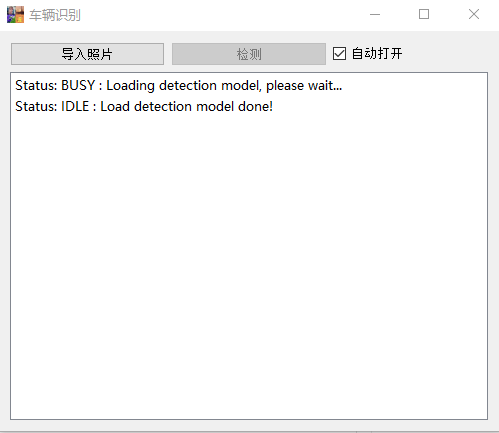 车辆识别
导入照片 检测 自动打开
Status: BUSY : Loading detection model, please wait...
Status: IDLE : Load detection model done!